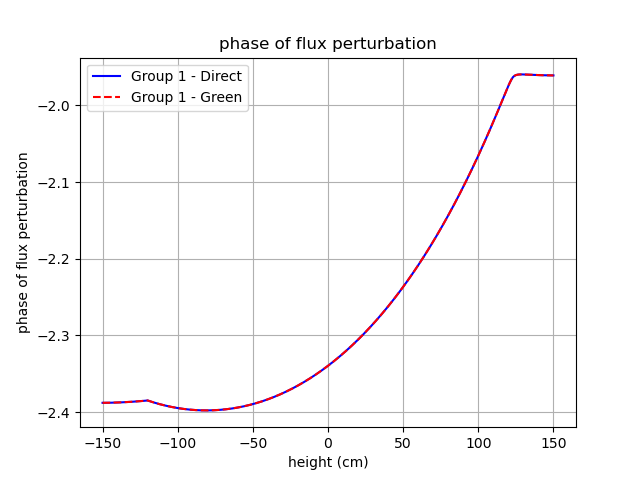 phase of flux perturbation
Group 1 - Direct
Group 1 - Green
phase of flux perturbation
−2.0
−2.1
−2.2
−2.3
−2.4
−150
−100
−50
0
50
100
150
height (cm)